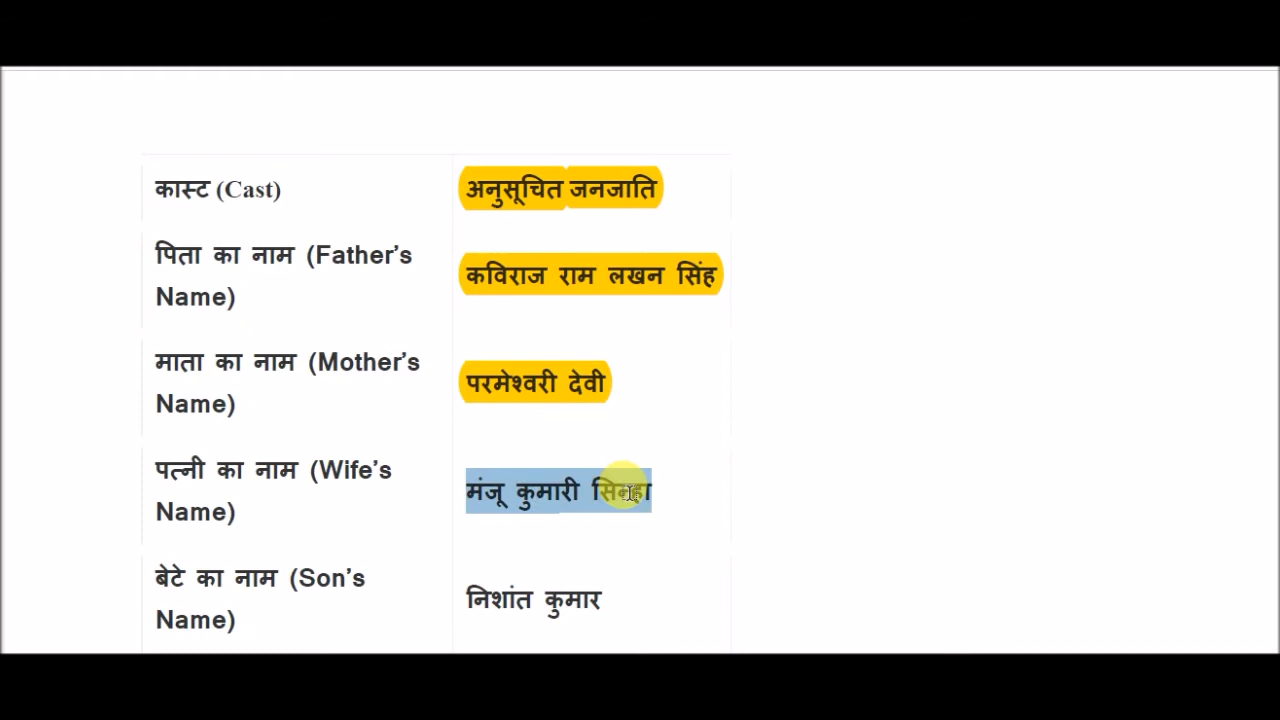 कास्ट (Cast) अनुसूचित जनजाति
पिता का नाम (Father’s
Name) कविराज राम लखन सिंह
माता का नाम (Mother’s
Name) परमेश्वरी देवी
पत्नी का नाम (Wife’s
Name) मंजू कुमारी सिन्हा
बेटे का नाम (Son’s
Name) निशांत कुमार